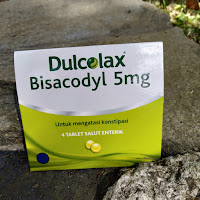 Dulcolax®
Bisacodyl 5mg
Untuk mengatasi konstipasi
4 TABLET SALUT ENTERIK